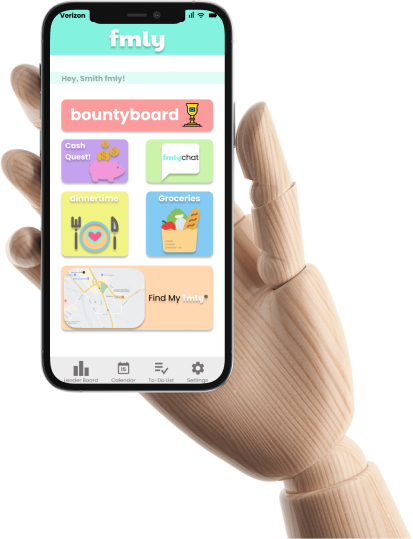 Verizon
fmly
Hey, Smith fmly!
bountyboard
Cash
Quest!
fmlychat
dinnertime
Groceries
Find My fmly
Leader Board
Calendar
To-Do List
Settings